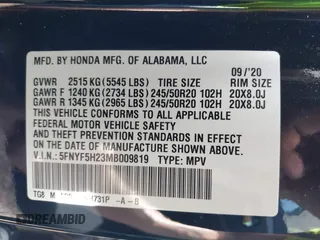 MFD. BY HONDA MFG. OF ALABAMA, LLC
09/'20
GVWR 2515 KG (5545 LBS) TIRE SIZE RIM SIZE
GAWR F 1240 KG (2734 LBS) 245/50R20 102H 20X8.0J
GAWR R 1345 KG (2965 LBS) 245/50R20 102H 20X8.0J
THIS VEHICLE CONFORMS TO ALL APPLICABLE
FEDERAL MOTOR VEHICLE SAFETY AND
THEFT PREVENTION STANDARDS IN EFFECT ON THE
DATE OF MANUFACTURE SHOWN ABOVE.
V.I.N.: 5FNYF5H23MB009819 TYPE: MPV
TG8 -A-B
DREAMBID